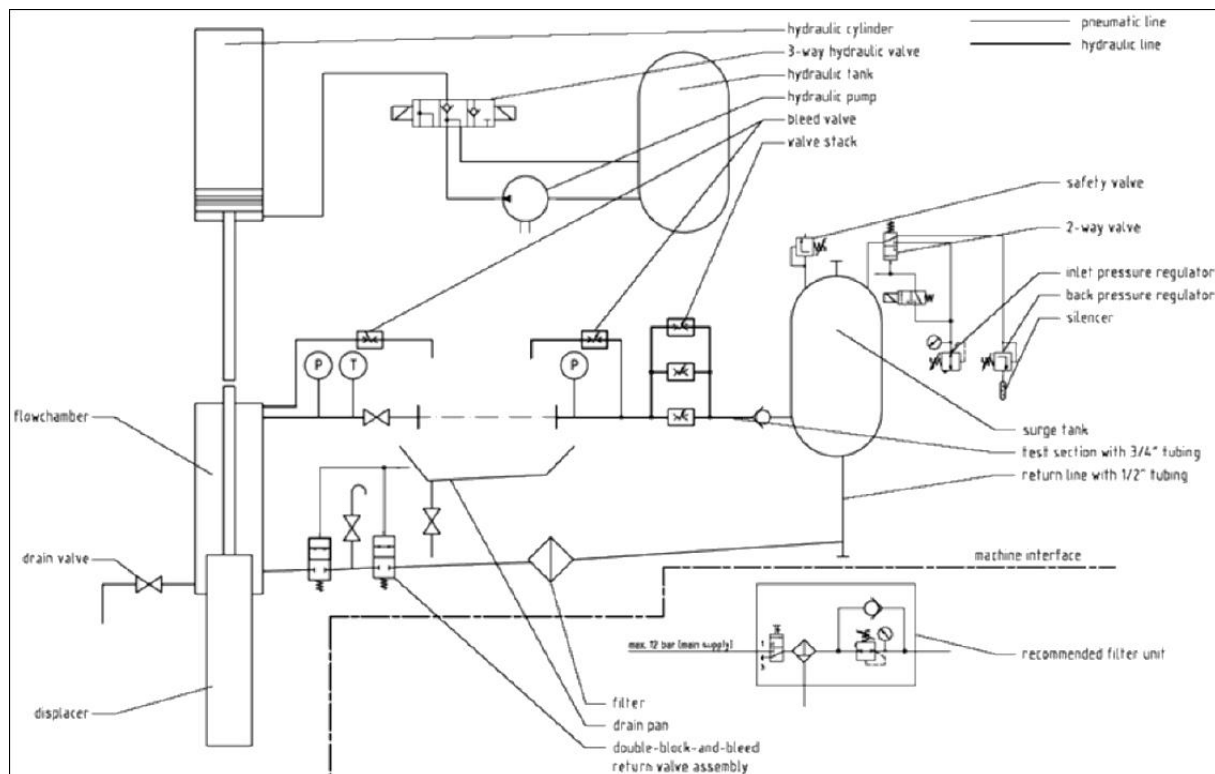 hydraulic cylinder
3-way hydraulic valve
hydraulic tank
hydraulic pump
bleed valve
valve stack
pneumatic line
hydraulic line
safety valve
2-way valve
inlet pressure regulator
back pressure regulator
silencer
P
T
P
flowchamber
surge tank
test section with 3/4" tubing
return line with 1/2" tubing
drain valve
machine interface
max. 12 bar (main supply)
1
3
recommended filter unit
displacer
filter
drain pan
double-block-and-bleed
return valve assembly